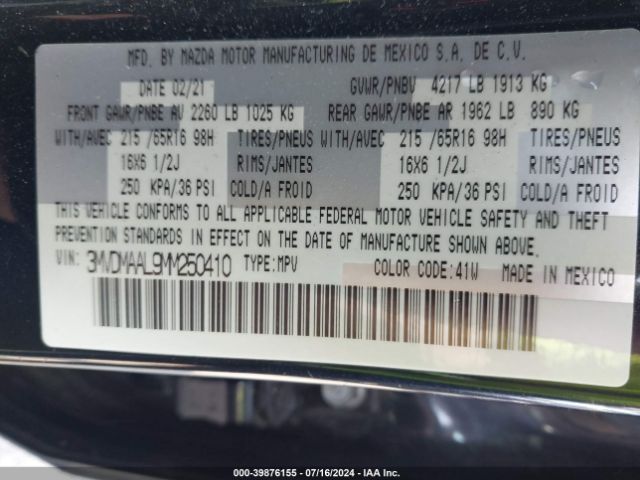 MFD. BY MAZDA MOTOR MANUFACTURING DE MEXICO S.A. DE C.V.
DATE 02/21 GVWR/PNBV 4217 LB 1913 KG
FRONT GAWR/PNBE AV 2260 LB 1025 KG REAR GAWR/PNBE AR 1962 LB 890 KG
WITH/AVEC 215 /65R16 98H TIRES/PNEUS WITH/AVEC 215 /65R16 98H TIRES/PNEUS
16X6 1/2J RIMS/JANTES 16X6 1/2J RIMS/JANTES
250 KPA/36 PSI COLD/A FROID 250 KPA/36 PSI COLD/A FROID
THIS VEHICLE CONFORMS TO ALL APPLICABLE FEDERAL MOTOR VEHICLE SAFETY AND THEFT
PREVENTION STANDARDS IN EFFECT ON THE DATE OF MANUFACTURE SHOWN ABOVE.
VIN: 3MVDMAAL9MM250410 TYPE:MPV COLOR CODE:41W MADE IN MEXICO
000-39876155 | 07/16/2024 | IAA Inc.